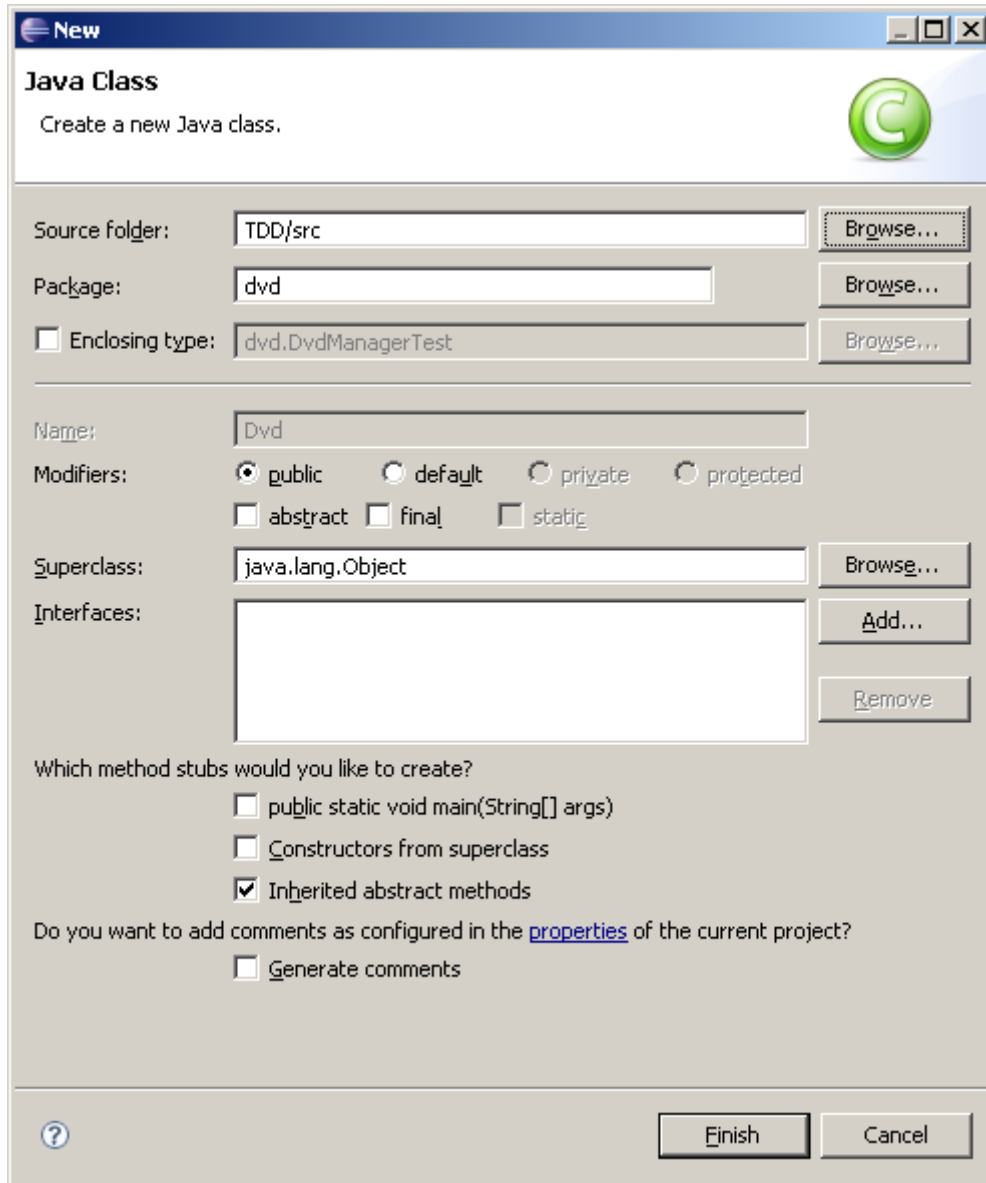 New
Java Class
Create a new Java class.
C
Source folder: TDD/src Browse...
Package: dvd Browse...
Enclosing type: dvd.DvdManagerTest Browse...
Name: Dvd
Modifiers: public default private protected
abstract final static
Superclass: java.lang.Object Browse...
Interfaces: Add...
Remove
Which method stubs would you like to create?
public static void main(String[] args)
Constructors from superclass
Inherited abstract methods
Do you want to add comments as configured in the properties of the current project?
Generate comments
? Finish Cancel